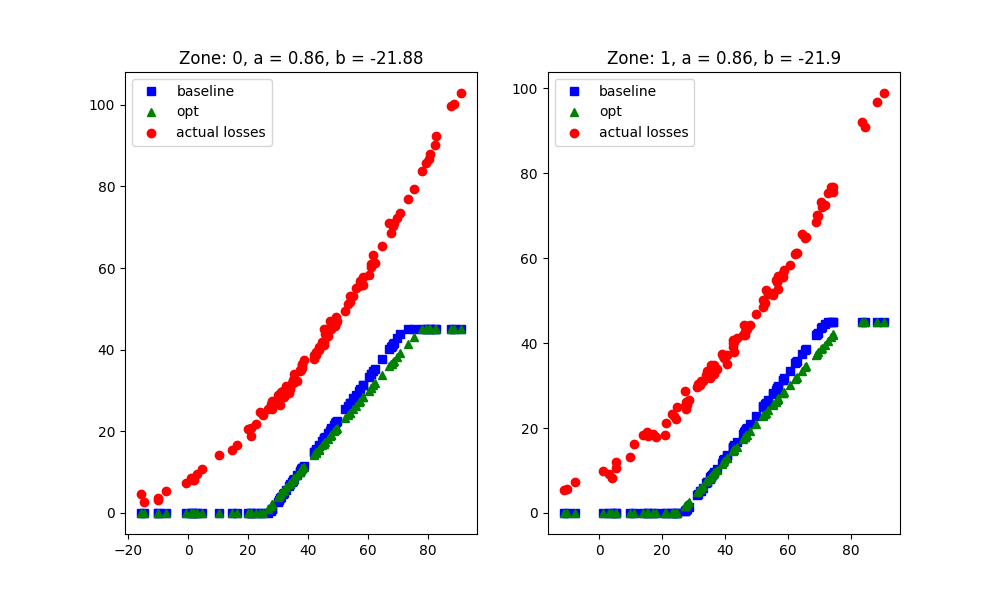 Zone: 0, a = 0.86, b = -21.88
baseline
opt
actual losses
100
80
60
40
20
0
−20 0 20 40 60 80
Zone: 1, a = 0.86, b = -21.9
baseline
opt
actual losses
100
80
60
40
20
0
0 20 40 60 80